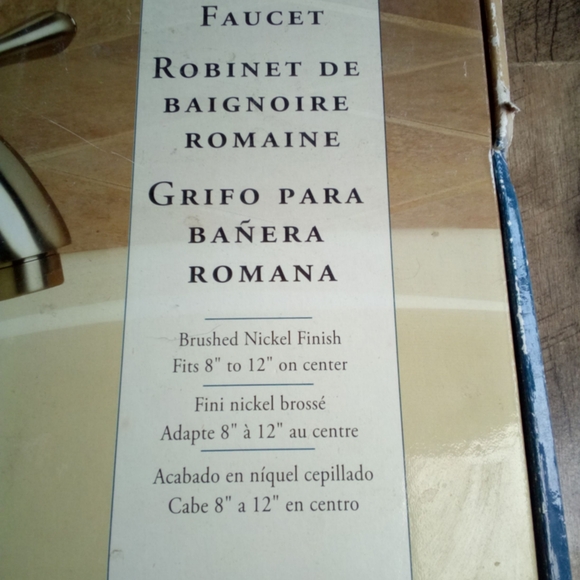 FAUCET
ROBINET DE
BAIGNOIRE
ROMAINE
GRIFO PARA
BAÑERA
ROMANA
Brushed Nickel Finish
Fits 8" to 12" on center
Fini nickel brossé
Adapte 8" à 12" au centre
Acabado en níquel cepillado
Cabe 8" a 12" en centro